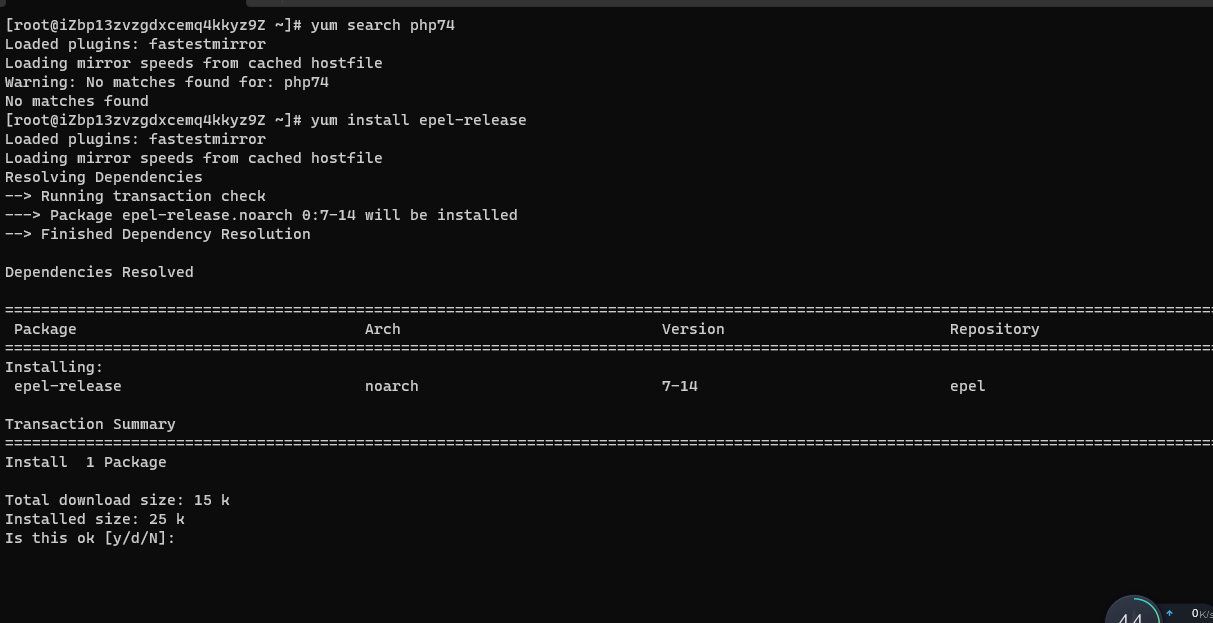 [root@iZbp13zvzgdxcemq4kkyz9Z ~]# yum search php74
Loaded plugins: fastestmirror
Loading mirror speeds from cached hostfile
Warning: No matches found for: php74
No matches found
[root@iZbp13zvzgdxcemq4kkyz9Z ~]# yum install epel-release
Loaded plugins: fastestmirror
Loading mirror speeds from cached hostfile
Resolving Dependencies
--> Running transaction check
---> Package epel-release.noarch 0:7-14 will be installed
--> Finished Dependency Resolution
Dependencies Resolved
================================================================================
Package Arch Version Repository
================================================================================
Installing:
epel-release noarch 7-14 epel
Transaction Summary
================================================================================
Install 1 Package
Total download size: 15 k
Installed size: 25 k
Is this ok [y/d/N]:
44 ↑ 0K/s